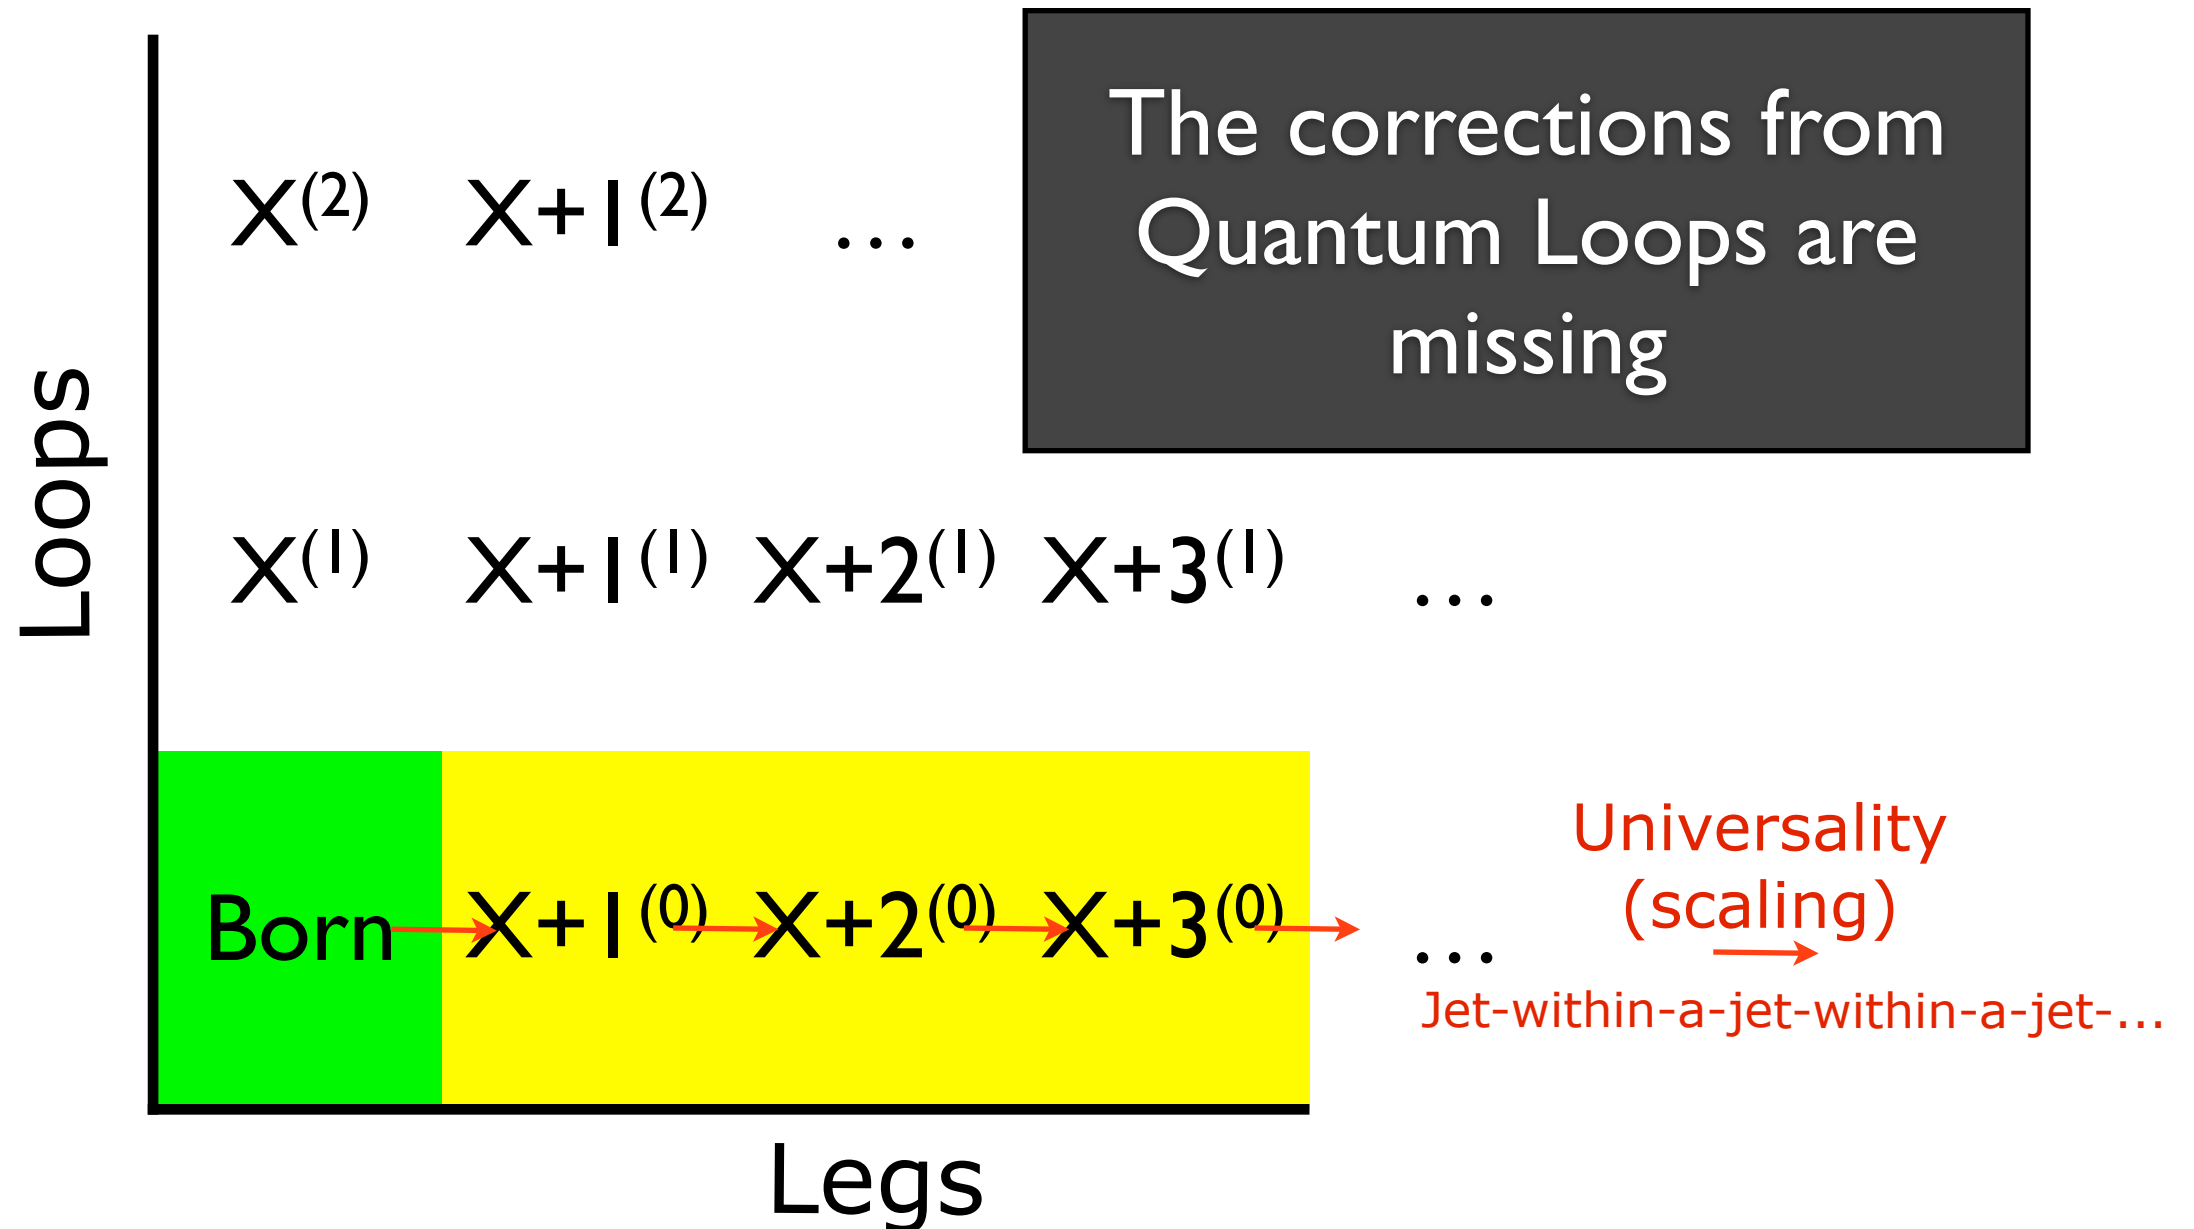 The corrections from
Quantum Loops are
missing
Loops
X(2) X+1(2) …
X(1) X+1(1) X+2(1) X+3(1) …
Born X+1(0) X+2(0) X+3(0) …
Universality
(scaling)
Jet-within-a-jet-within-a-jet-...
Legs